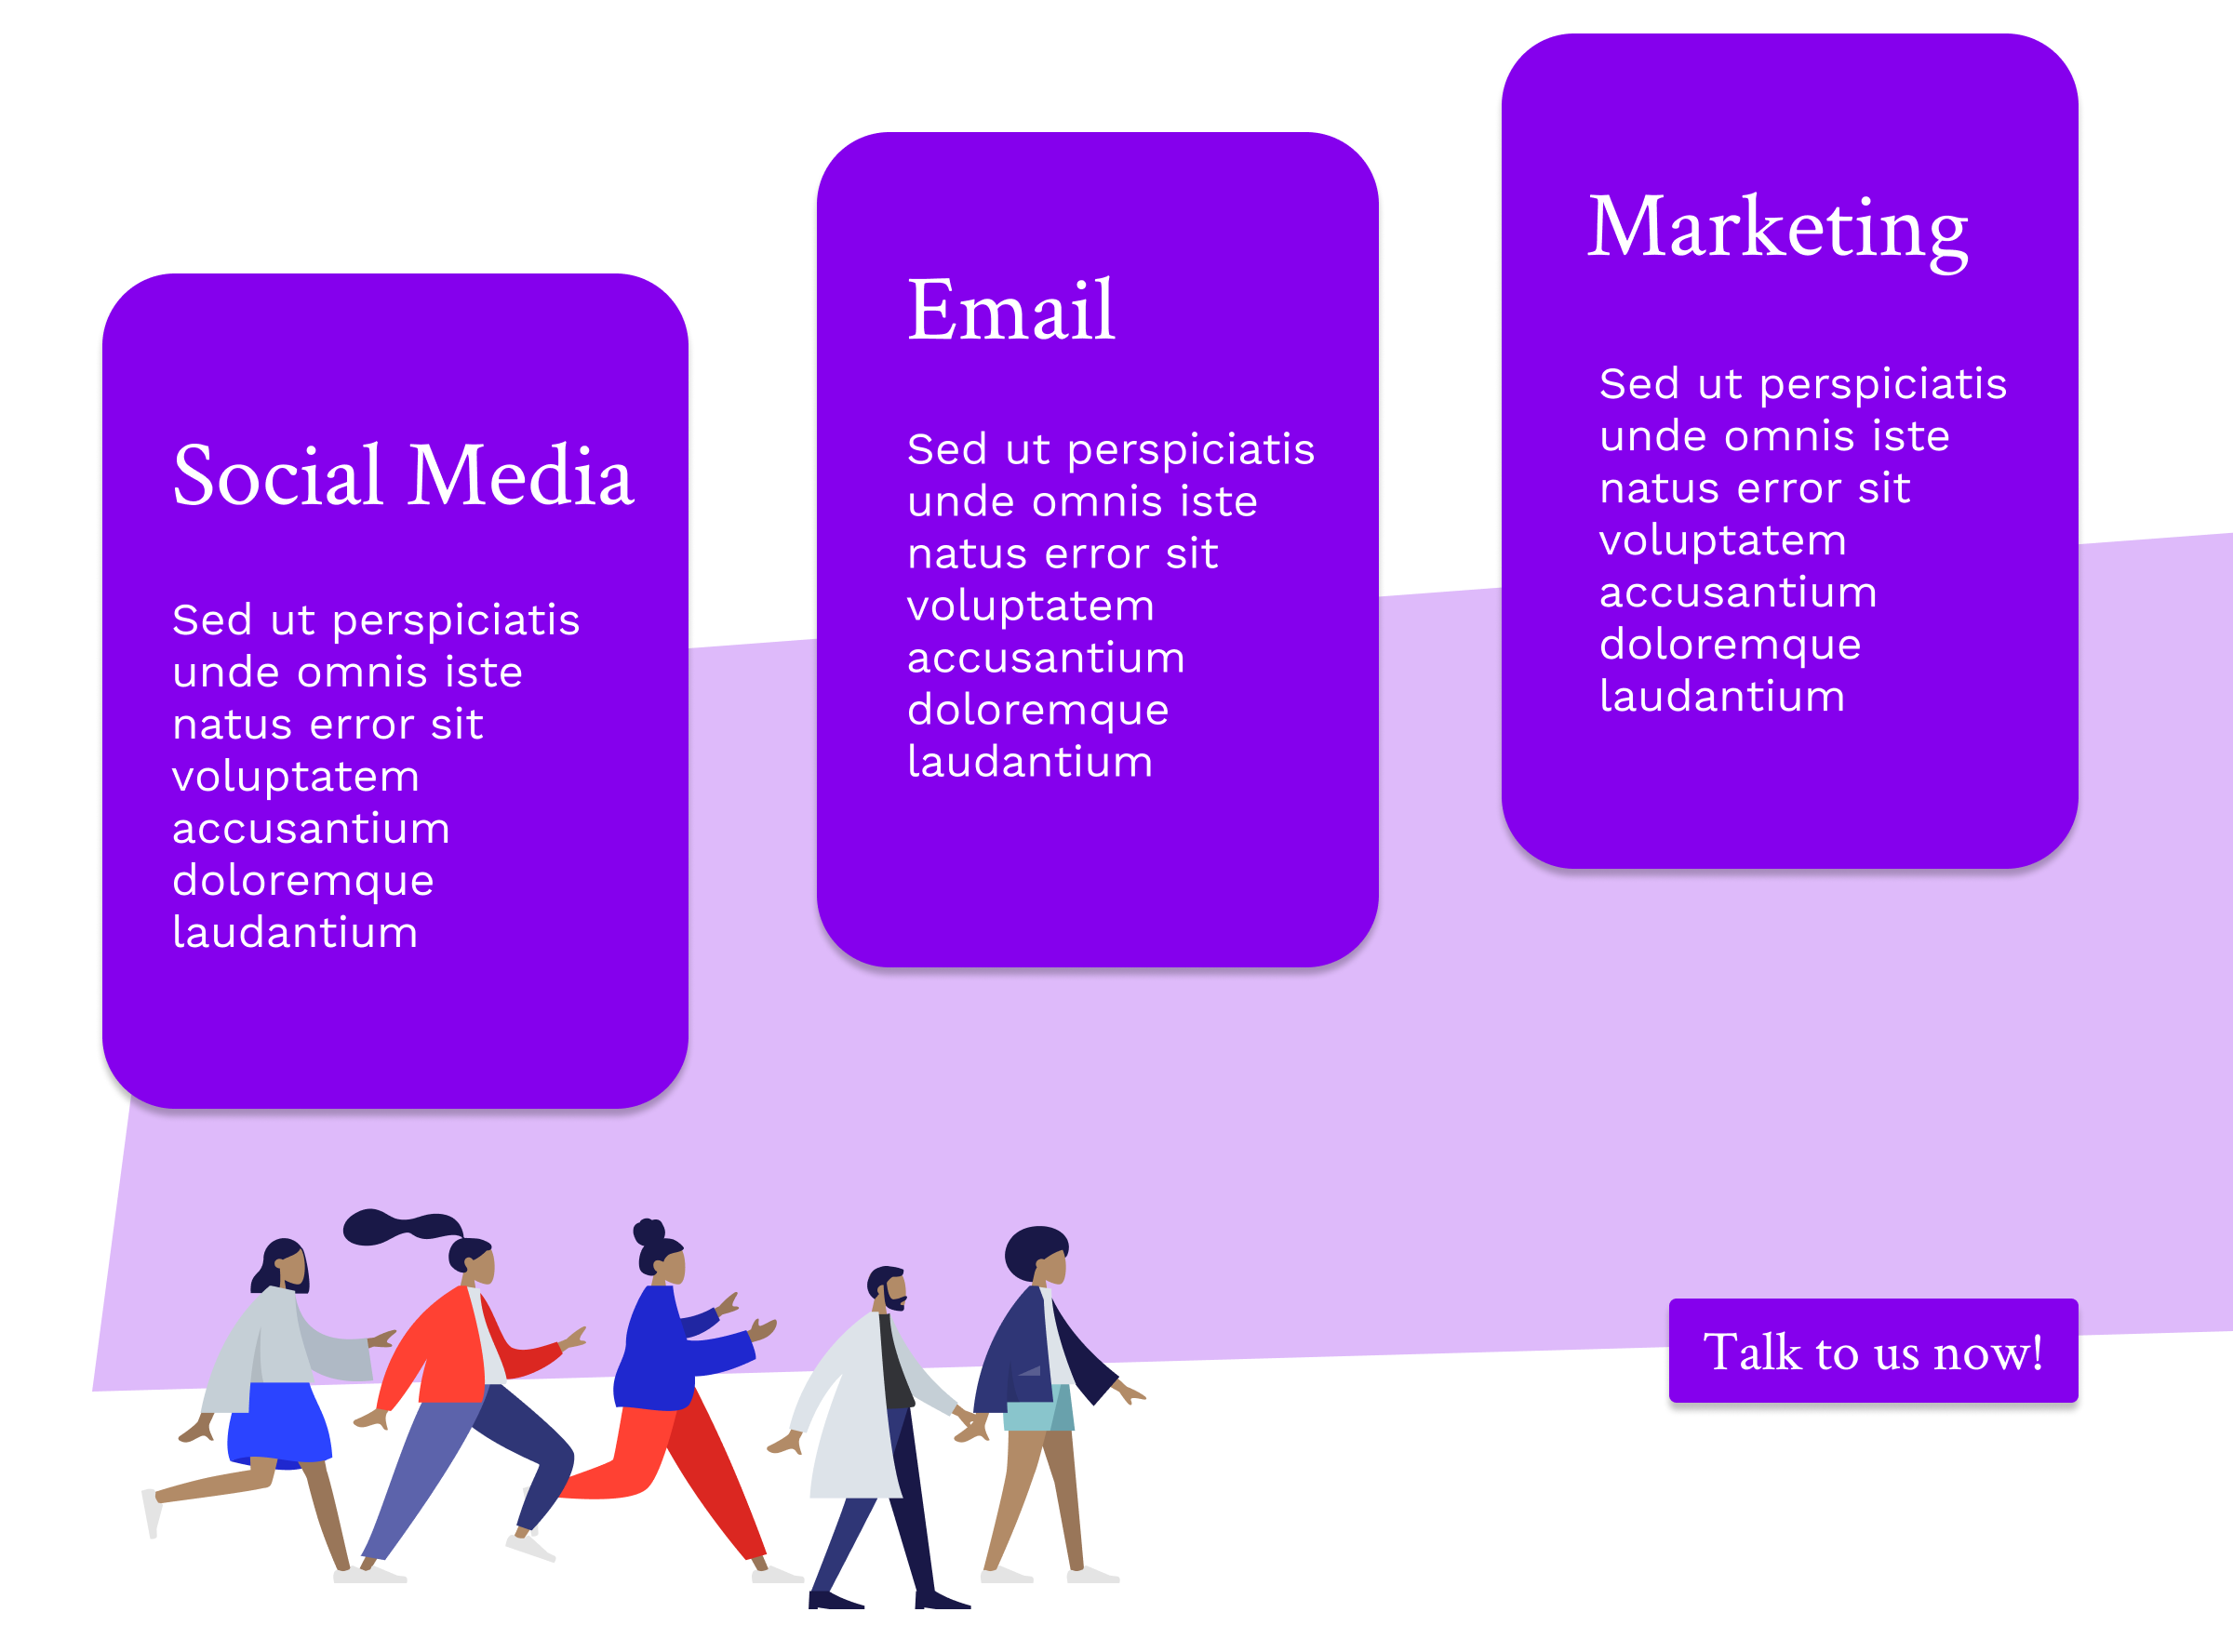 Social Media
Sed ut perspiciatis
unde omnis iste
natus error sit
voluptatem
accusantium
doloremque
laudantium
Email
Sed ut perspiciatis
unde omnis iste
natus error sit
voluptatem
accusantium
doloremque
laudantium
Marketing
Sed ut perspiciatis
unde omnis iste
natus error sit
voluptatem
accusantium
doloremque
laudantium
Talk to us now!